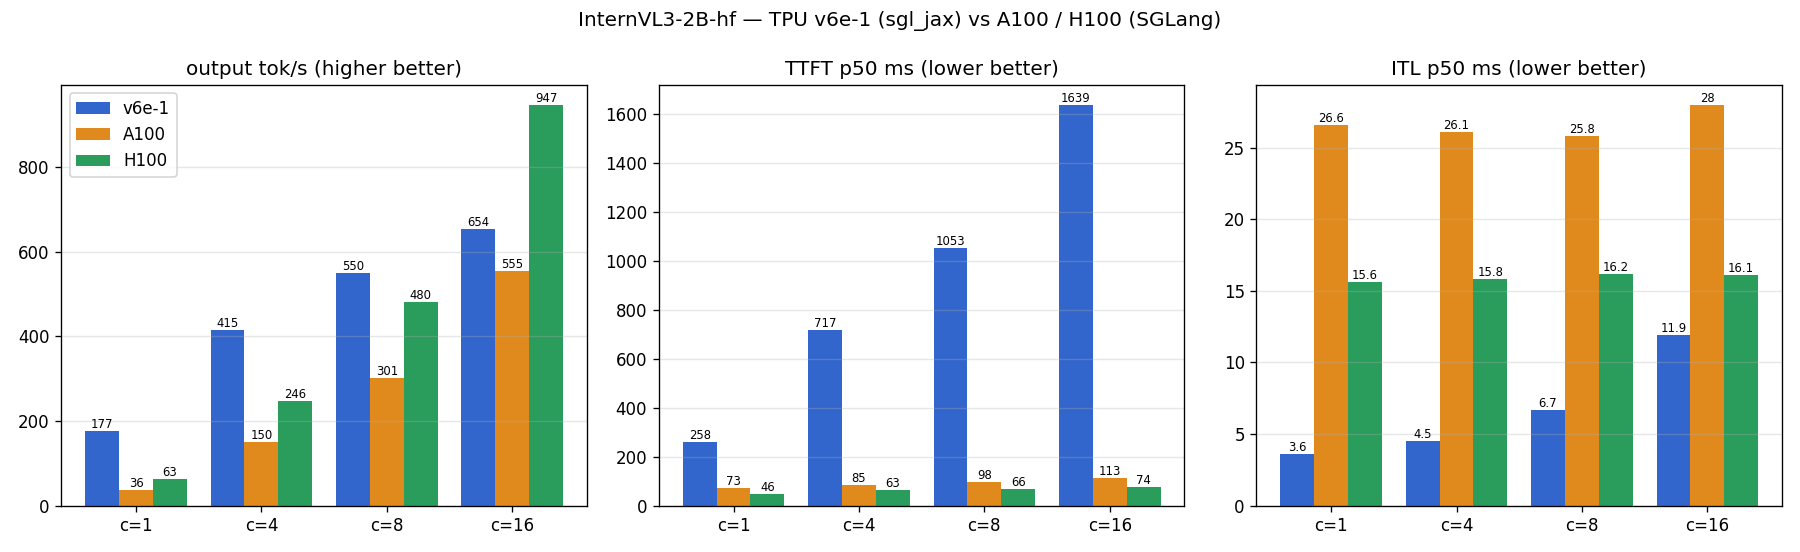 InternVL3-2B-hf — TPU v6e-1 (sgl_jax) vs A100 / H100 (SGLang)
output tok/s (higher better)
v6e-1
A100
H100
800
600
400
200
0
177
36
63
415
150
246
550
301
480
654
555
947
c=1
c=4
c=8
c=16
TTFT p50 ms (lower better)
1600
1400
1200
1000
800
600
400
200
0
258
73
46
717
85
63
1053
98
66
1639
113
74
c=1
c=4
c=8
c=16
ITL p50 ms (lower better)
25
20
15
10
5
0
3.6
26.6
15.6
4.5
26.1
15.8
6.7
25.8
16.2
11.9
28
16.1
c=1
c=4
c=8
c=16